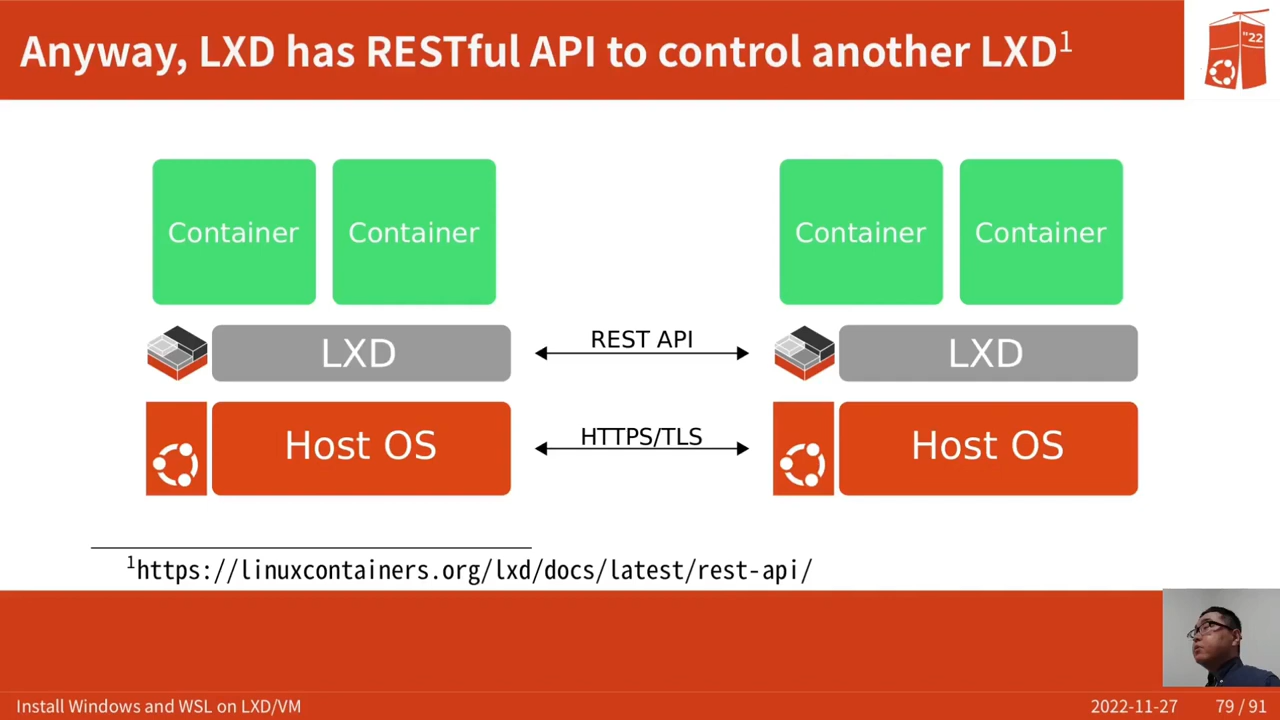 Anyway, LXD has RESTful API to control another LXD1
"22
Container Container Container Container
LXD REST API LXD
Host OS HTTPS/TLS Host OS
1https://linuxcontainers.org/lxd/docs/latest/rest-api/
Install Windows and WSL on LXD/VM 2022-11-27 79 / 91